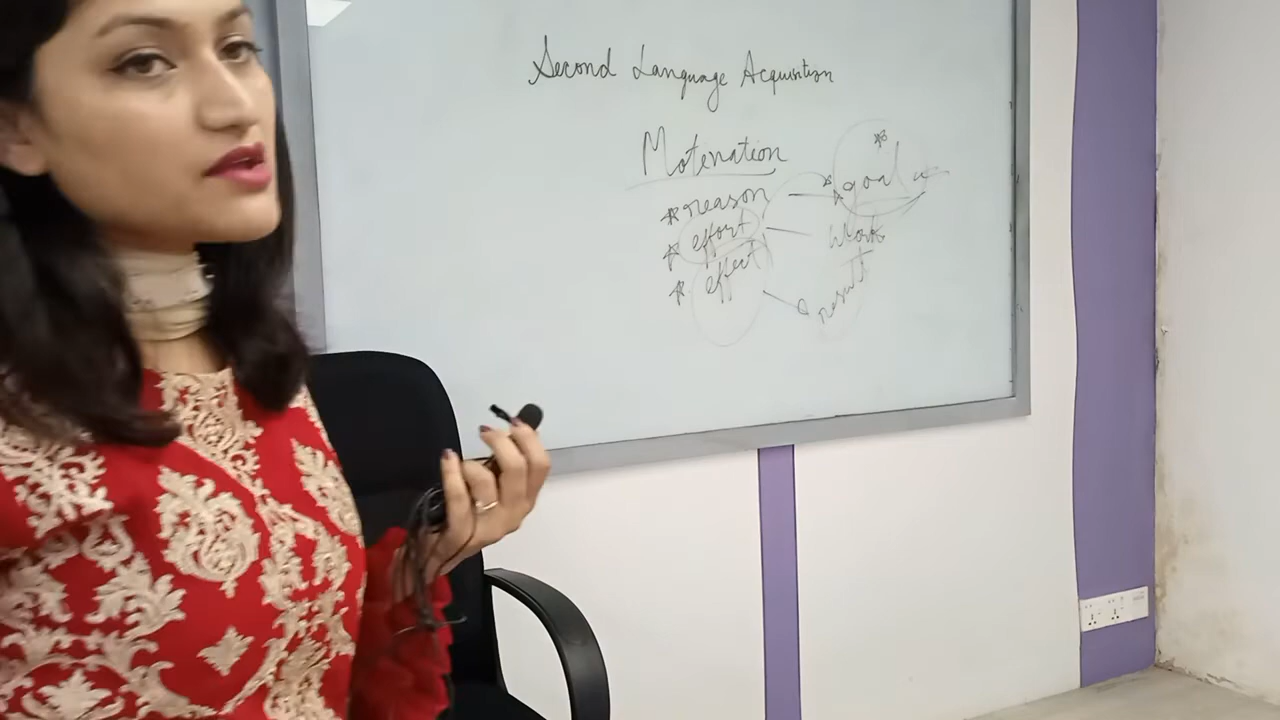 Second Language Acquisition
Motivation
* reason — goal
* effort — work
* effect → result